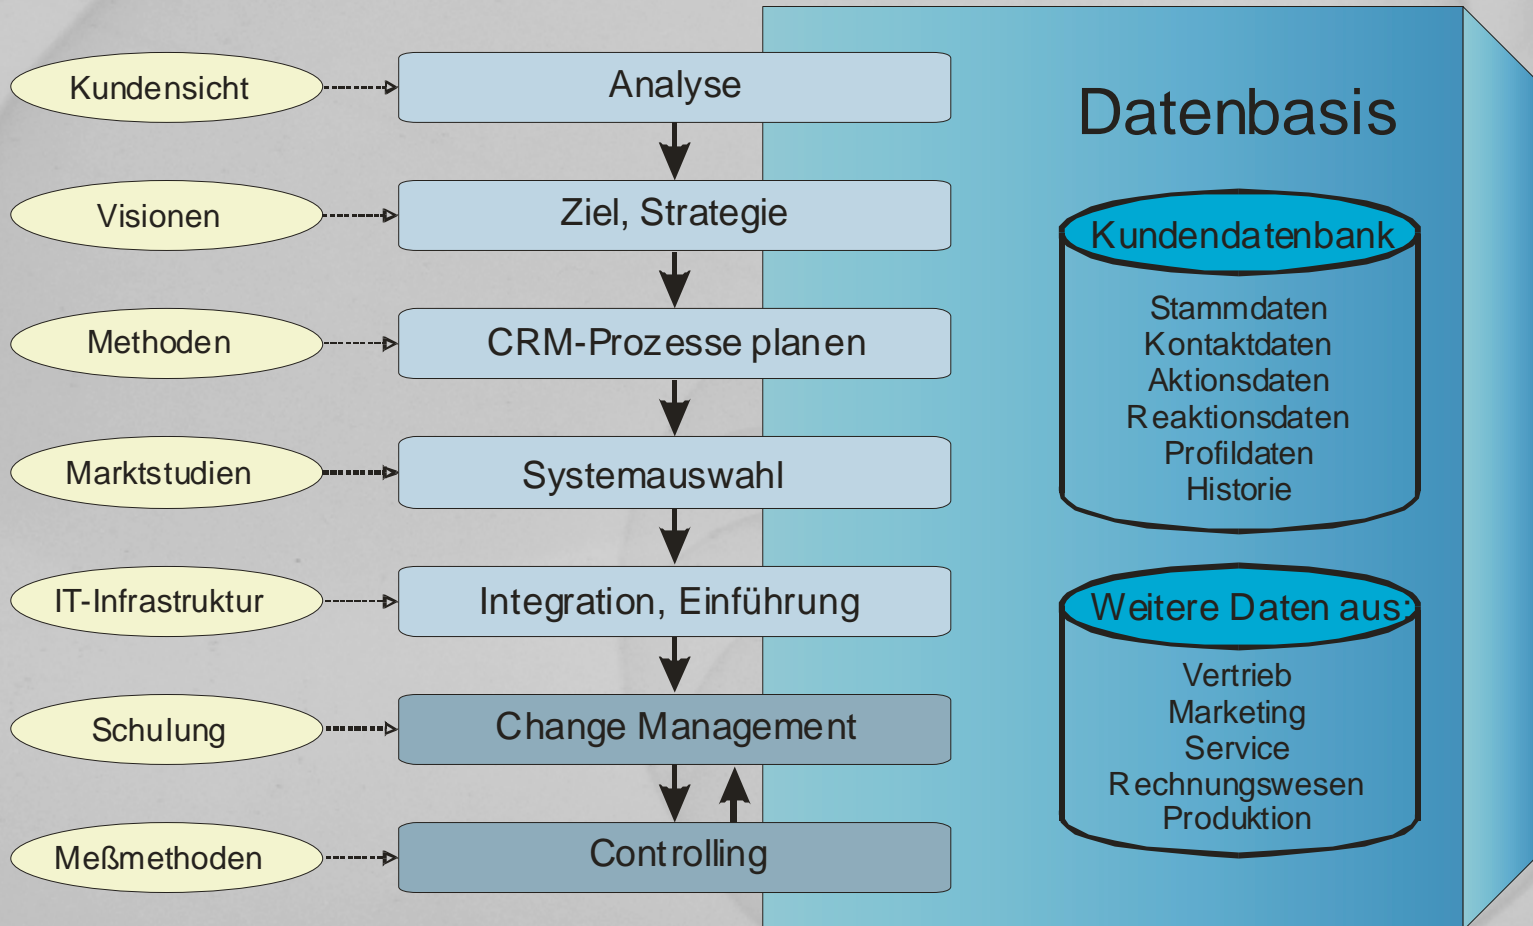 Kundensicht
Analyse
Visionen
Ziel, Strategie
Methoden
CRM-Prozesse planen
Marktstudien
Systemauswahl
IT-Infrastruktur
Integration, Einführung
Schulung
Change Management
Meßmethoden
Controlling
Datenbasis
Kundendatenbank
Stammdaten
Kontaktdaten
Aktionsdaten
Reaktionsdaten
Profildaten
Historie
Weitere Daten aus:
Vertrieb
Marketing
Service
Rechnungswesen
Produktion